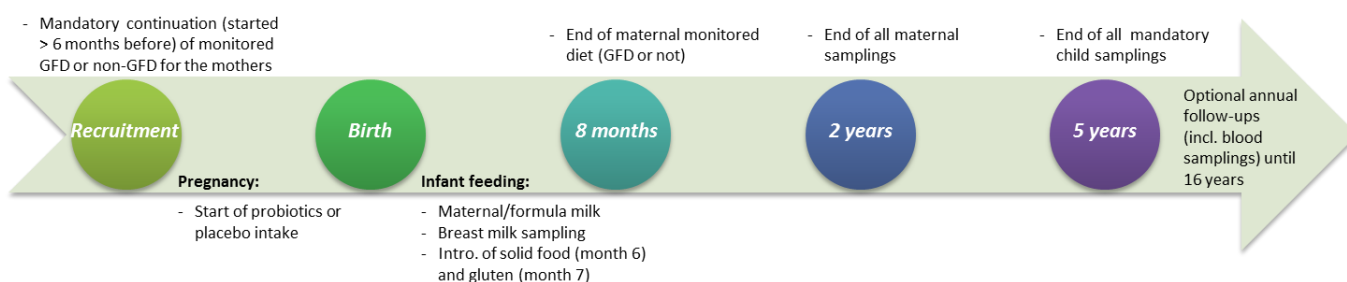 - Mandatory continuation (started
> 6 months before) of monitored
GFD or non-GFD for the mothers
- End of maternal monitored
diet (GFD or not)
- End of all maternal
samplings
- End of all mandatory
child samplings
Recruitment
Birth
8 months
2 years
5 years
Optional annual
follow-ups
(incl. blood
samplings) until
16 years
Pregnancy:
- Start of probiotics or
placebo intake
Infant feeding:
- Maternal/formula milk
- Breast milk sampling
- Intro. of solid food (month 6)
and gluten (month 7)